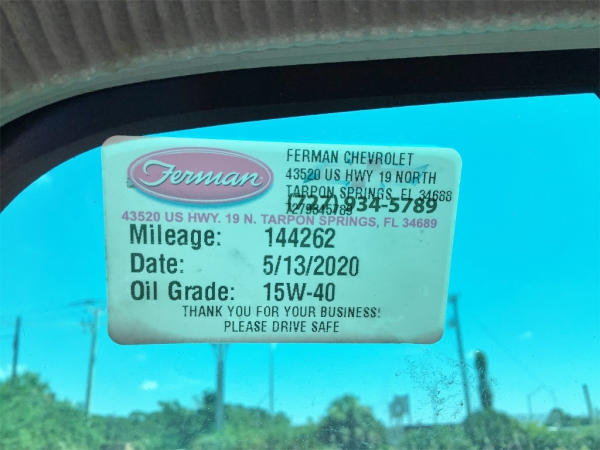 Ferman
FERMAN CHEVROLET
43520 US HWY 19 NORTH
TARPON SPRINGS, FL 34688
7279345789
(727) 934-5789
43520 US HWY. 19 N. TARPON SPRINGS, FL 34689
Mileage: 144262
Date: 5/13/2020
Oil Grade: 15W-40
THANK YOU FOR YOUR BUSINESS!
PLEASE DRIVE SAFE